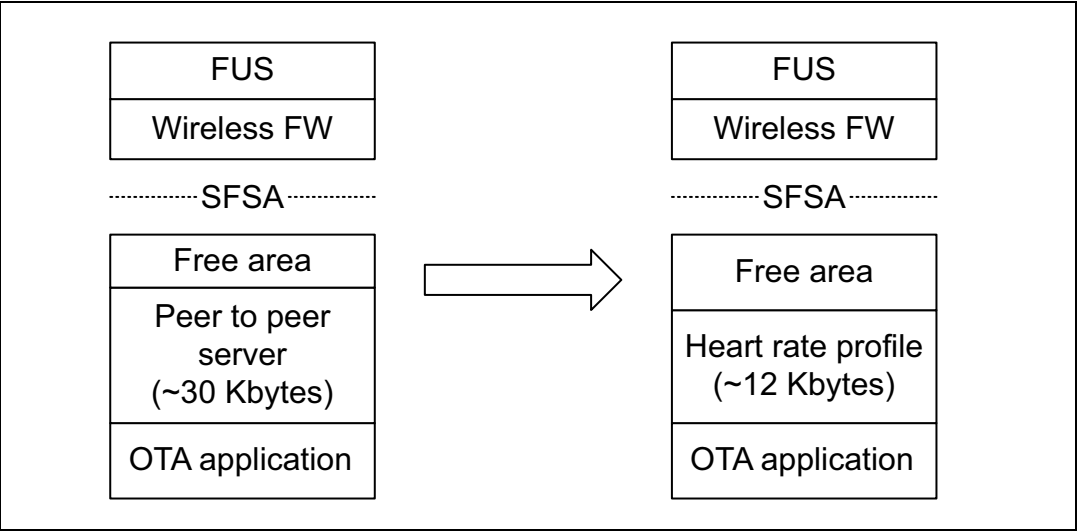 FUS
Wireless FW
SFSA
Free area
Peer to peer
server
(~30 Kbytes)
OTA application
FUS
Wireless FW
SFSA
Free area
Heart rate profile
(~12 Kbytes)
OTA application